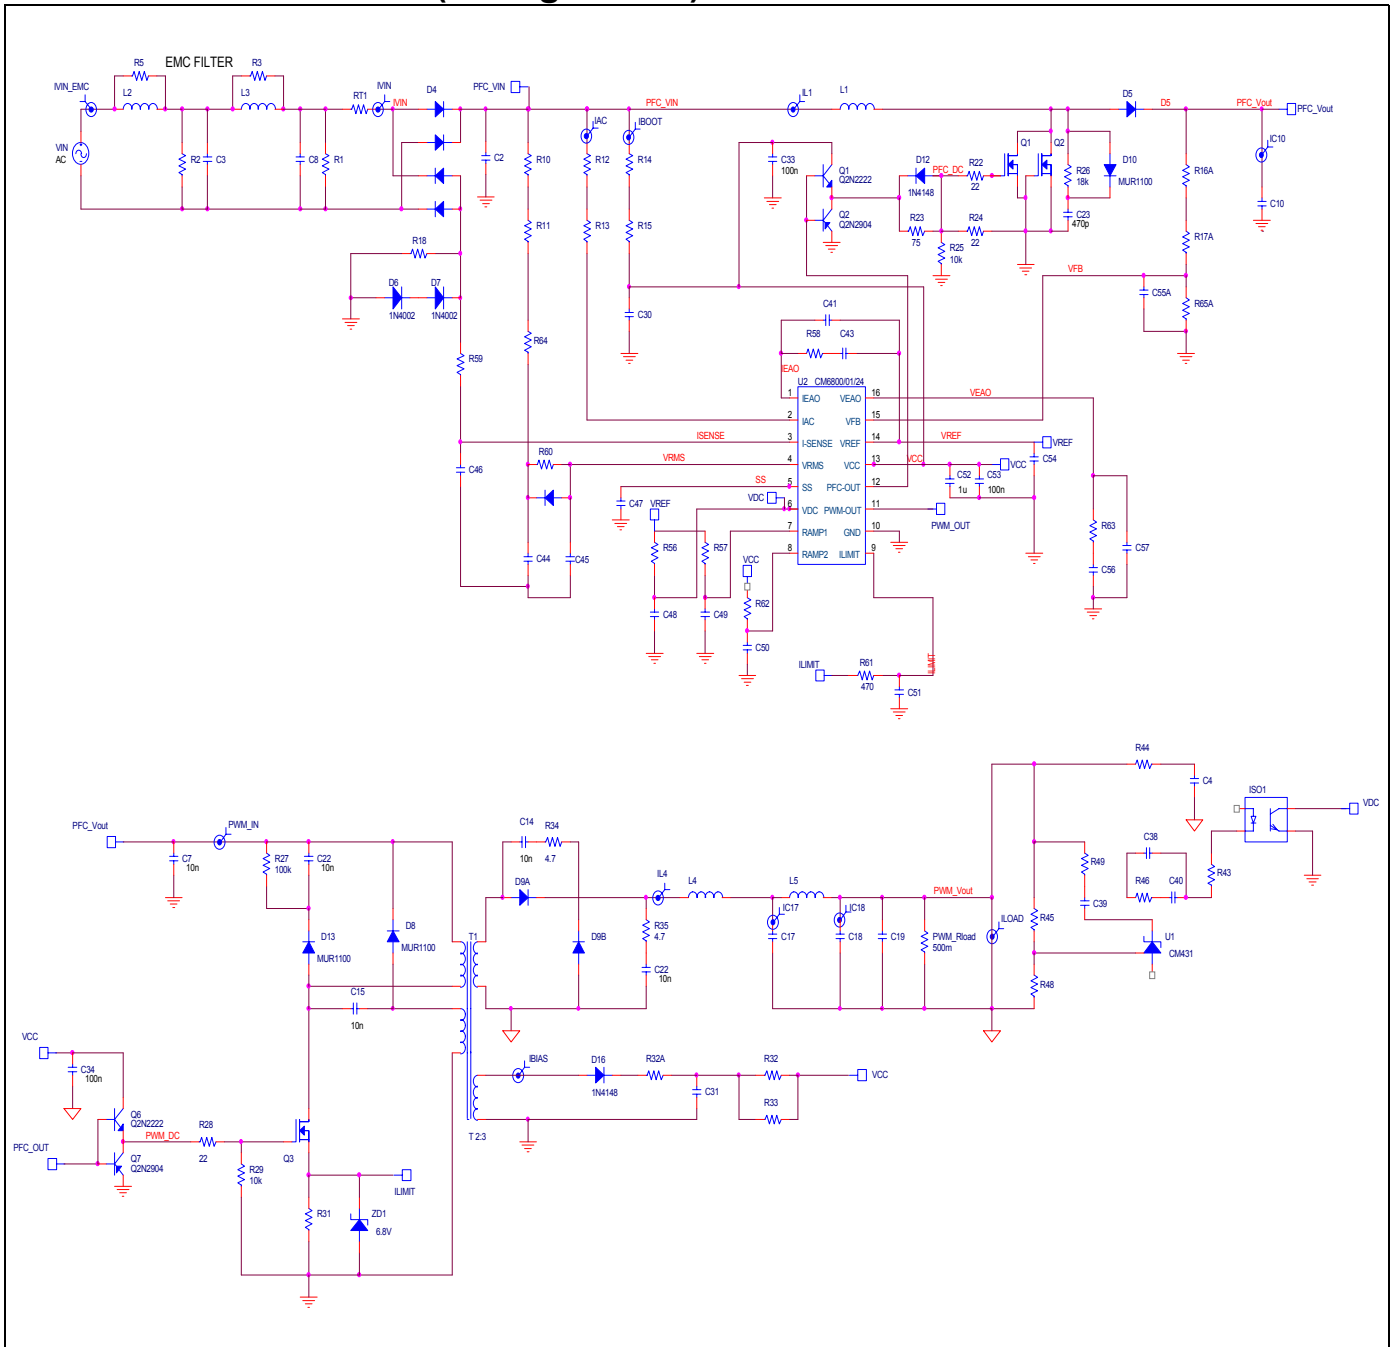 EMC FILTER
R5
R3
IVIN_EMC
L2
L3
RT1
IVIN
IVIN
D4
PFC_VIN
PFC_VIN
IL1
L1
D5
D5
PFC_Vout
PFC_Vout
VIN
AC
R2
C3
C8
R1
C2
R10
IAC
R12
IBOOT
R14
C33
100n
Q1
Q2N2222
D12
1N4148
PFC_DC
R22
22
Q1
Q2
R26
18k
D10
MUR1100
R16A
IC10
C10
R11
R13
R15
Q2
Q2N2904
R23
75
R24
22
R25
10k
C23
470p
R17A
R18
D6
1N4002
D7
1N4002
C30
VFB
C55A
R65A
R59
R64
C41
R58
C43
IEAO
U2
CM6800/01/24
1
IEAO
VEAO
16
VEAO
2
IAC
VFB
15
ISENSE
3
I-SENSE
VREF
14
VREF
VREF
R60
VRMS
4
VRMS
VCC
13
VCC
VCC
C54
C46
SS
5
SS
PFC-OUT
12
C52
1u
C53
100n
C47
VREF
VDC
6
VDC
PWM-OUT
11
PWM_OUT
7
RAMP1
GND
10
8
RAMP2
ILIMIT
9
C44
C45
R56
R57
VCC
R62
R63
C57
C56
C48
C49
C50
ILIMIT
R61
470
C51
ILIMIT
R44
C4
ISO1
VDC
PFC_Vout
PWM_IN
C7
10n
R27
100k
C22
10n
C14
10n
R34
4.7
D9A
IL4
L4
L5
PWM_Vout
R49
C38
R46
C40
R43
D13
MUR1100
D8
MUR1100
T1
D9B
R35
4.7
C22
10n
IC17
C17
IC18
C18
C19
PWM_Rload
500m
ILOAD
R45
C39
U1
CM431
R48
C15
10n
VCC
C34
100n
IBIAS
D16
1N4148
R32A
C31
R32
R33
VCC
T 2:3
Q6
Q2N2222
PWM_DC
R28
22
Q3
PFC_OUT
Q7
Q2N2904
R29
10k
R31
ILIMIT
ZD1
6.8V